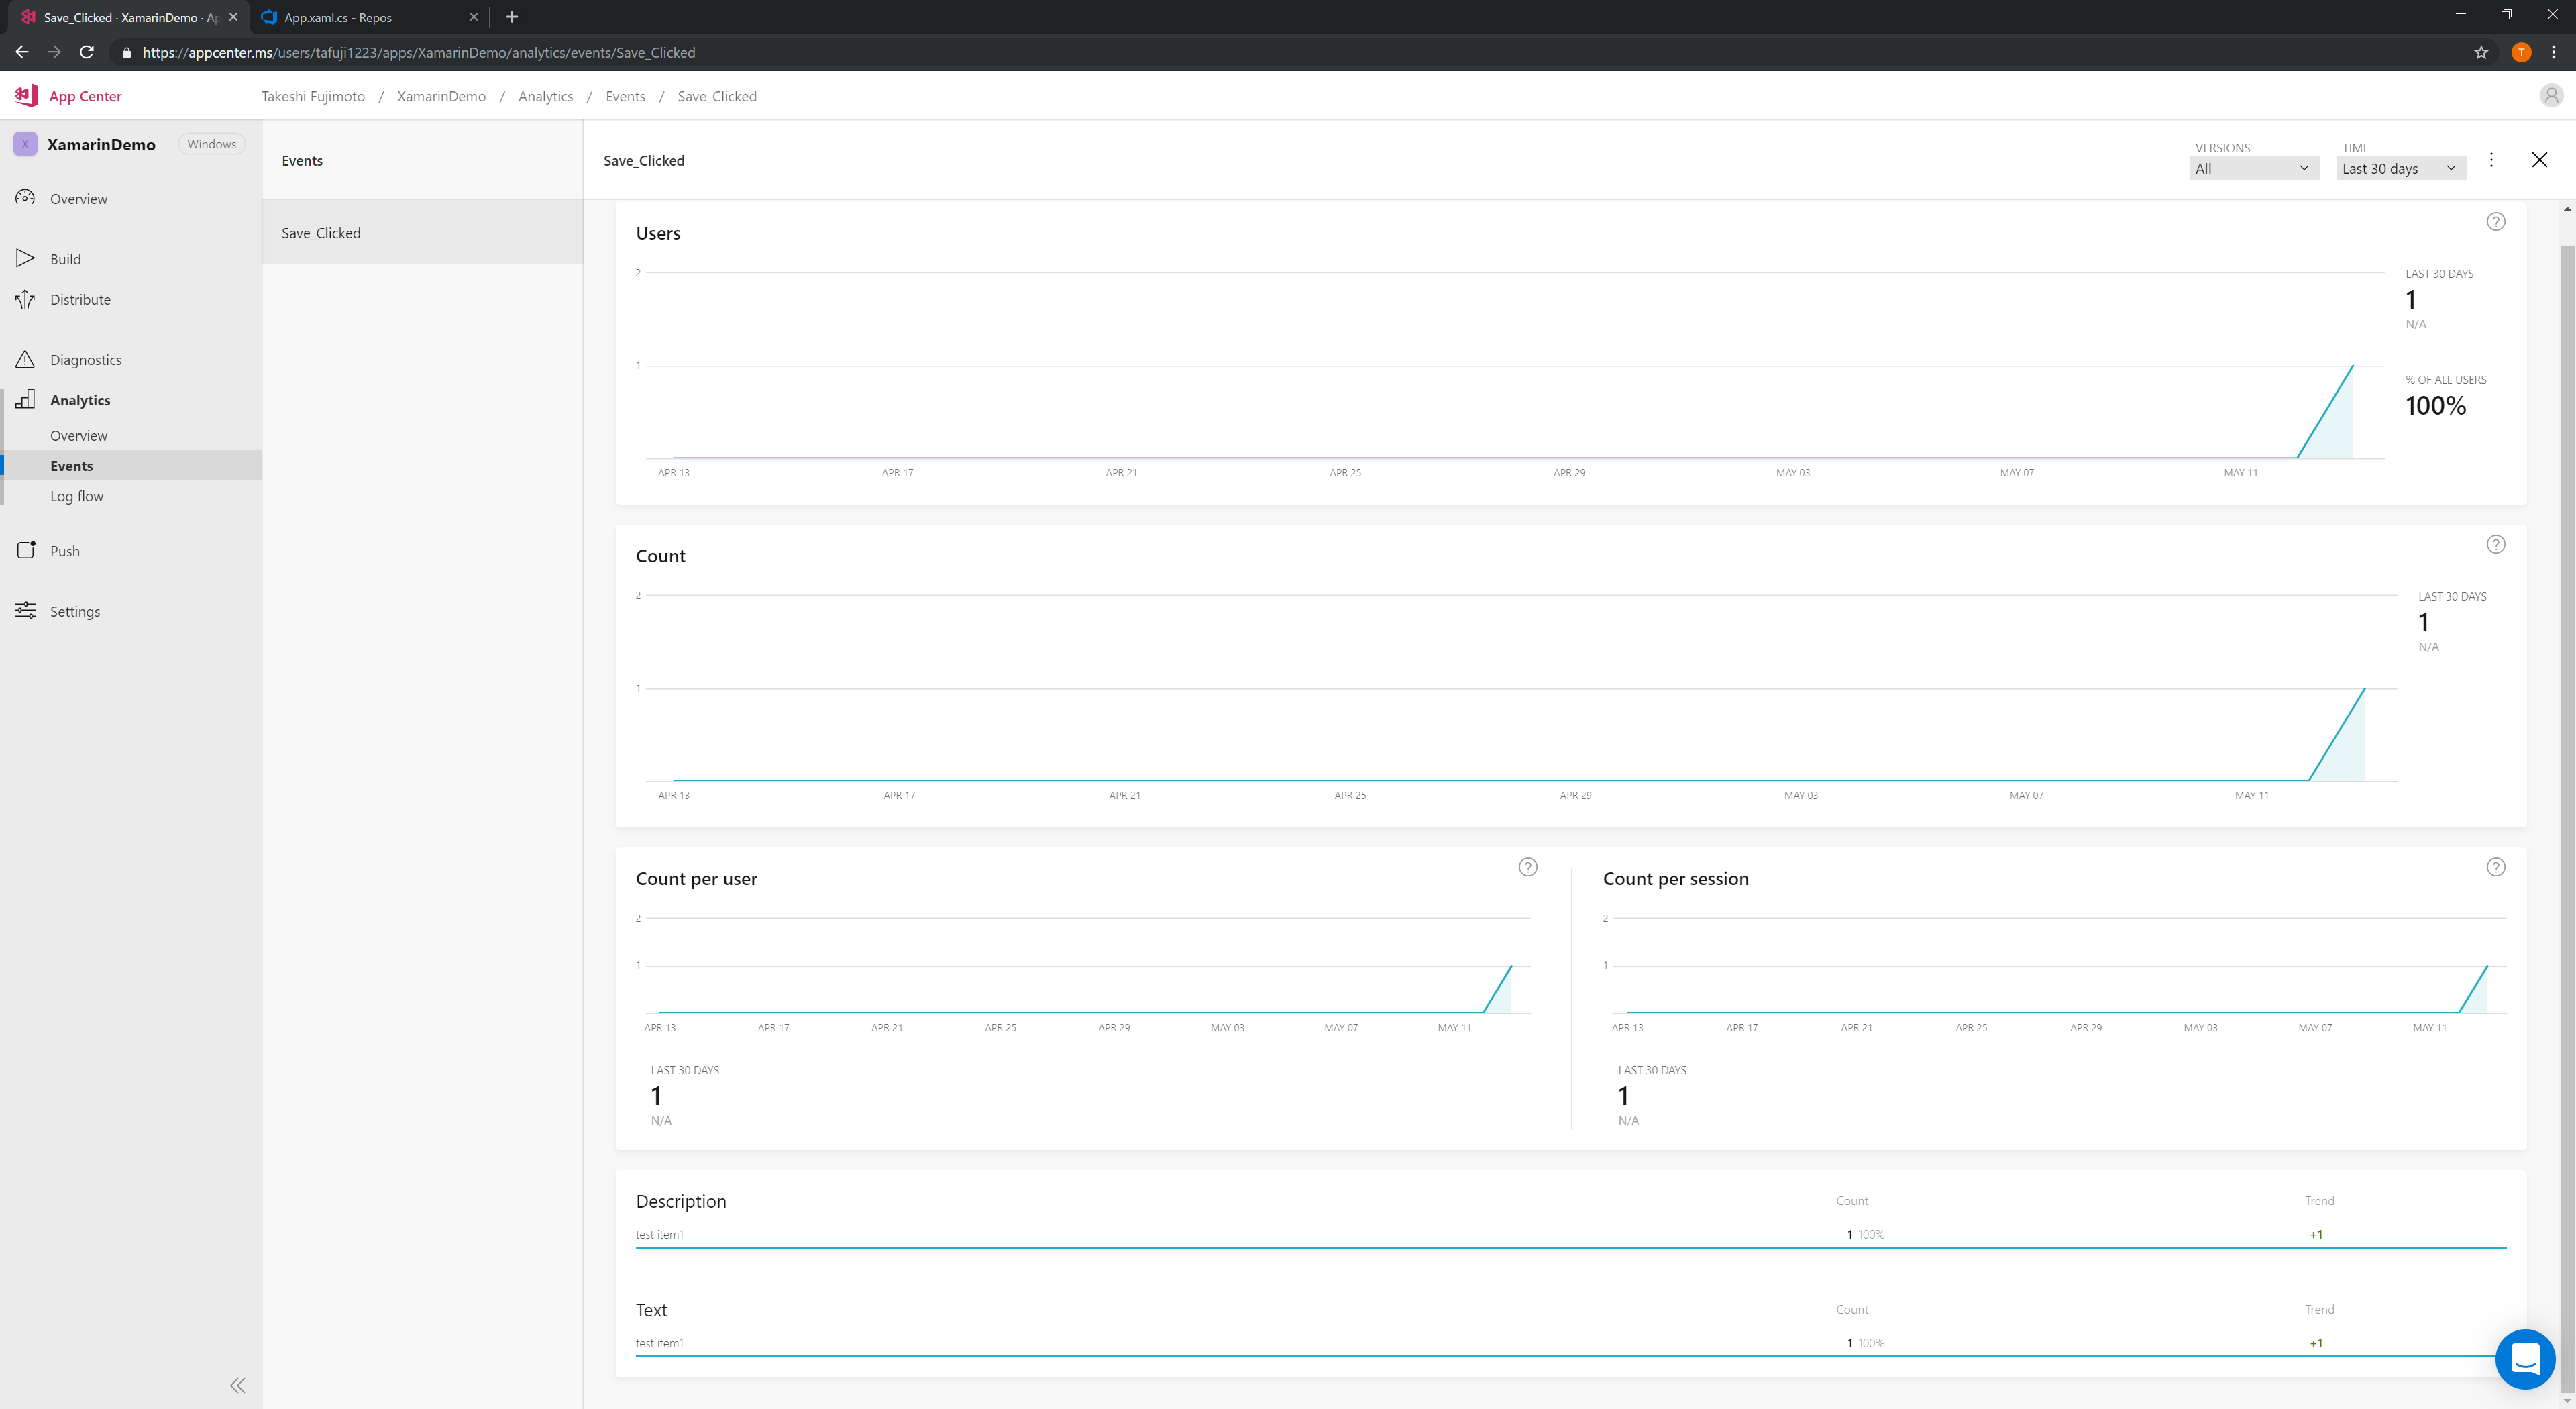 Save_Clicked · XamarinDemo · Ap
App.xaml.cs - Repos
https://appcenter.ms/users/tafuji1223/apps/XamarinDemo/analytics/events/Save_Clicked
T
App Center
Takeshi Fujimoto / XamarinDemo / Analytics / Events / Save_Clicked
X XamarinDemo Windows
Overview
Build
Distribute
Diagnostics
Analytics
Overview
Events
Log flow
Push
Settings
Events
Save_Clicked
Save_Clicked
VERSIONS
All
TIME
Last 30 days
Users
?
2
1
APR 13 APR 17 APR 21 APR 25 APR 29 MAY 03 MAY 07 MAY 11
LAST 30 DAYS
1
N/A
% OF ALL USERS
100%
Count
?
2
1
APR 13 APR 17 APR 21 APR 25 APR 29 MAY 03 MAY 07 MAY 11
LAST 30 DAYS
1
N/A
Count per user
?
2
1
APR 13 APR 17 APR 21 APR 25 APR 29 MAY 03 MAY 07 MAY 11
LAST 30 DAYS
1
N/A
Count per session
?
2
1
APR 13 APR 17 APR 21 APR 25 APR 29 MAY 03 MAY 07 MAY 11
LAST 30 DAYS
1
N/A
Description Count Trend
test item1 1 100% +1
Text Count Trend
test item1 1 100% +1